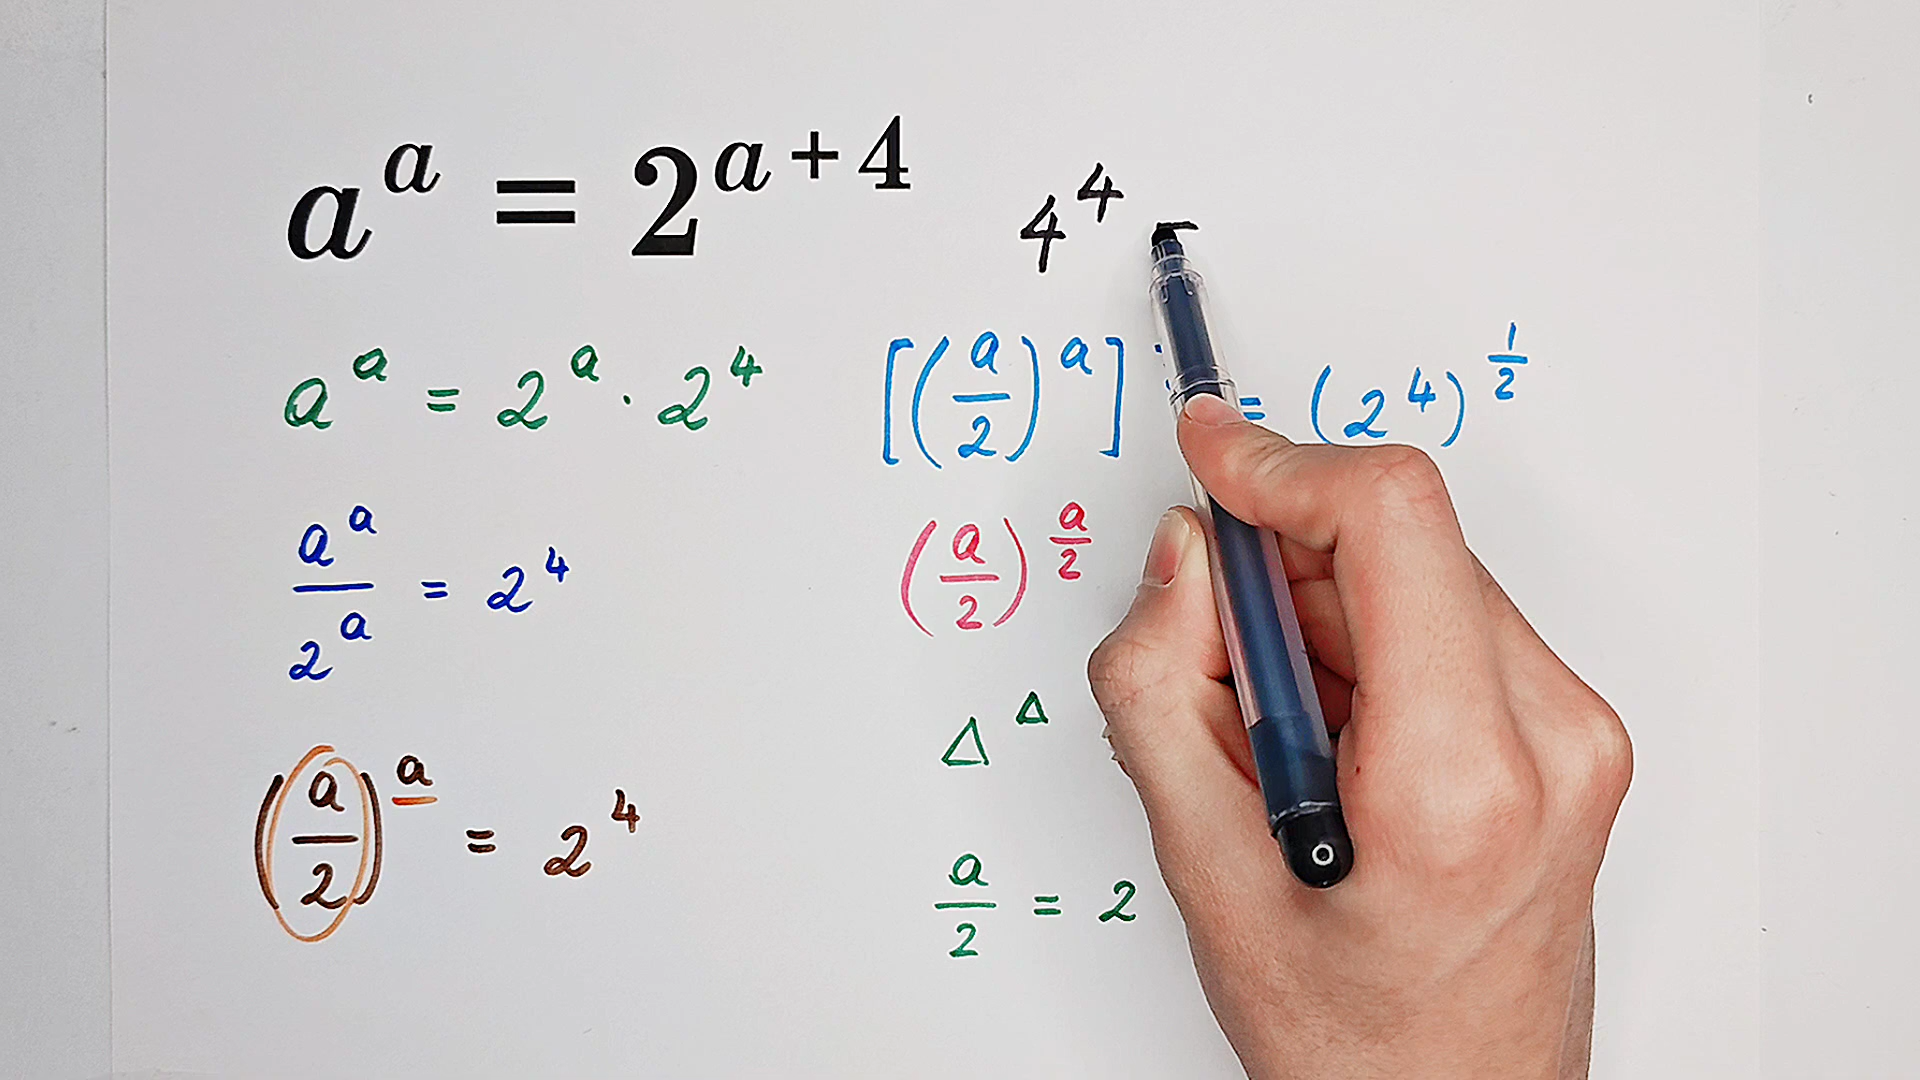 a^a = 2^{a+4}
4^4 =
a^a = 2^a · 2^4
a^a / 2^a = 2^4
(a/2)^a = 2^4
[(a/2)^a] = (2^4)^{1/2}
(a/2)^{a/2}
Δ^Δ
a/2 = 2